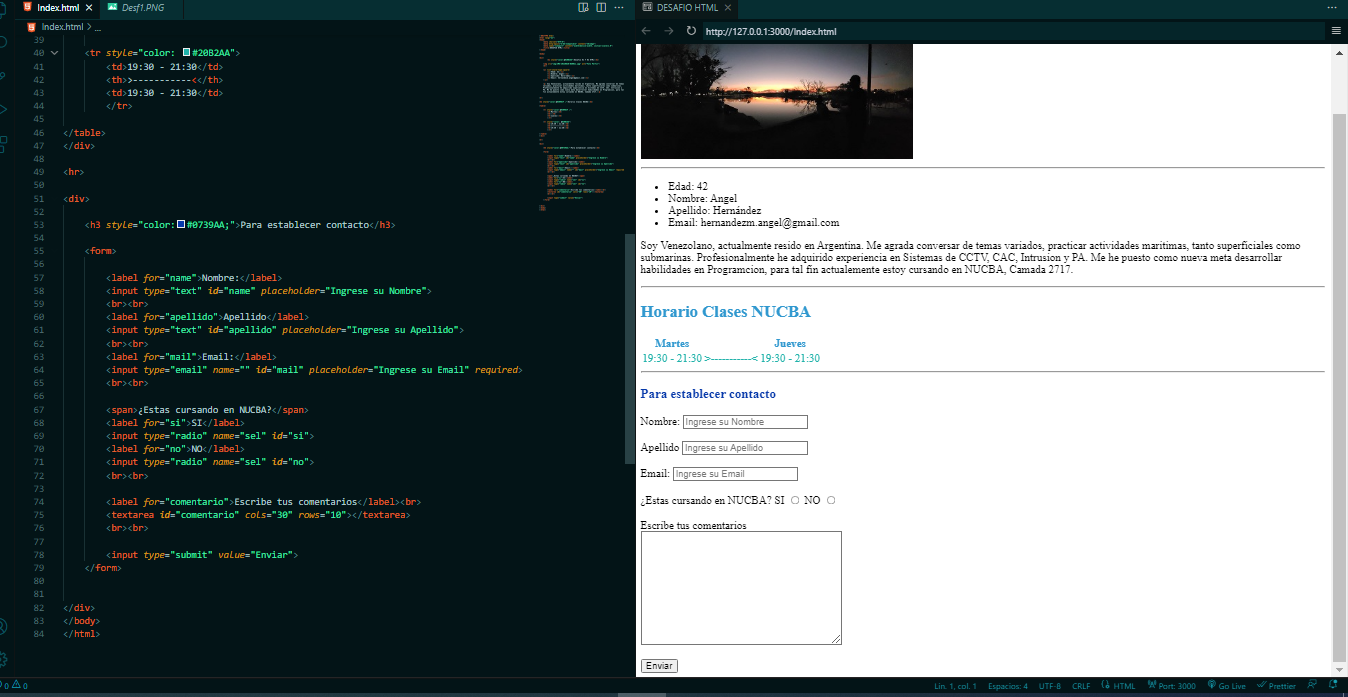 Index.html
Desf1.PNG
DESAFIO HTML
Index.html > ...
http://127.0.0.1:3000/Index.html
39
40 <tr style="color: #20B2AA">
41 <td>19:30 - 21:30</td>
42 <th>>-----------<</th>
43 <td>19:30 - 21:30</td>
44 </tr>
45
46 </table>
47 </div>
48
49 <hr>
50
51 <div>
52
53 <h3 style="color:#0739AA;">Para establecer contacto</h3>
54
55 <form>
56
57 <label for="name">Nombre:</label>
58 <input type="text" id="name" placeholder="Ingrese su Nombre">
59 <br><br>
60 <label for="apellido">Apellido</label>
61 <input type="text" id="apellido" placeholder="Ingrese su Apellido">
62 <br><br>
63 <label for="mail">Email:</label>
64 <input type="email" name="" id="mail" placeholder="Ingrese su Email" required>
65 <br><br>
66
67 <span>¿Estas cursando en NUCBA?</span>
68 <label for="si">SI</label>
69 <input type="radio" name="sel" id="si">
70 <label for="no">NO</label>
71 <input type="radio" name="sel" id="no">
72 <br><br>
73
74 <label for="comentario">Escribe tus comentarios</label><br>
75 <textarea id="comentario" cols="30" rows="10"></textarea>
76 <br><br>
77
78 <input type="submit" value="Enviar">
79 </form>
80
81
82 </div>
83 </body>
84 </html>
Edad: 42
Nombre: Angel
Apellido: Hernández
Email: hernandezm.angel@gmail.com
Soy Venezolano, actualmente resido en Argentina. Me agrada conversar de temas variados, practicar actividades maritimas, tanto superficiales como
submarinas. Profesionalmente he adquirido experiencia en Sistemas de CCTV, CAC, Intrusion y PA. Me he puesto como nueva meta desarrollar
habilidades en Programcion, para tal fin actualemente estoy cursando en NUCBA, Camada 2717.
Horario Clases NUCBA
Martes Jueves
19:30 - 21:30 >-----------< 19:30 - 21:30
Para establecer contacto
Nombre: Ingrese su Nombre
Apellido Ingrese su Apellido
Email: Ingrese su Email
¿Estas cursando en NUCBA? SI NO
Escribe tus comentarios
Enviar
0 0
Lín. 1, col. 1 Espacios: 4 UTF-8 CRLF HTML Port: 3000 Go Live Prettier